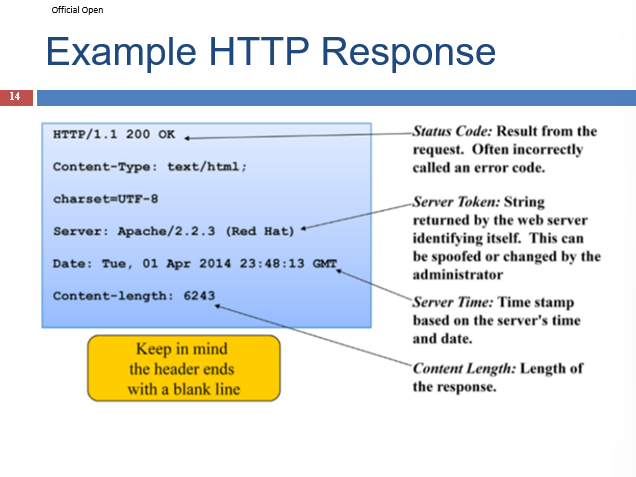 Official Open
Example HTTP Response
14
HTTP/1.1 200 OK
Content-Type: text/html;
charset=UTF-8
Server: Apache/2.2.3 (Red Hat)
Date: Tue, 01 Apr 2014 23:48:13 GMT
Content-length: 6243
Keep in mind
the header ends
with a blank line
Status Code: Result from the
request. Often incorrectly
called an error code.
Server Token: String
returned by the web server
identifying itself. This can
be spoofed or changed by the
administrator
Server Time: Time stamp
based on the server's time
and date.
Content Length: Length of
the response.